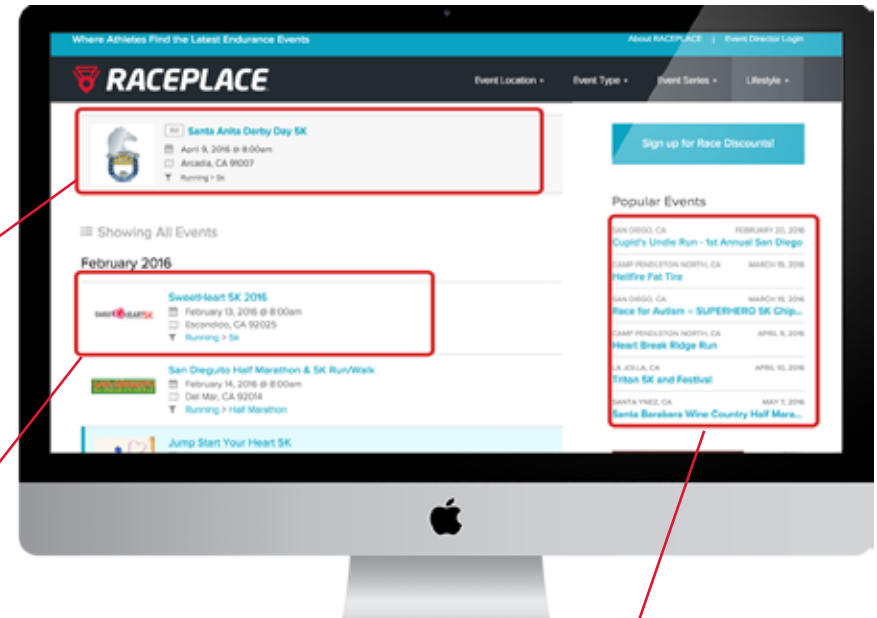 Where Athletes Find the Latest Endurance Events
About RACEPLACE | Event Director Login
RACEPLACE
Event Location
Event Type
Event Series
Lifestyle
Ad Santa Anita Derby Day 5K
April 9, 2016 @ 8:00am
Arcadia, CA 91007
Running > 5k
Sign up for Race Discounts!
Popular Events
SAN DIEGO, CA FEBRUARY 20, 2016
Cupid's Undie Run - 1st Annual San Diego
CAMP PENDLETON NORTH, CA MARCH 19, 2016
Hellfire Fat Tire
SAN DIEGO, CA MARCH 19, 2016
Race for Autism – SUPERHERO 5K Chip...
CAMP PENDLETON NORTH, CA APRIL 9, 2016
Heart Break Ridge Run
LA JOLLA, CA APRIL 10, 2016
Triton 5K and Festival
SANTA YNEZ, CA MAY 7, 2016
Santa Barabara Wine Country Half Mara...
Showing All Events
February 2016
SweetHeart 5K 2016
February 13, 2016 @ 8:00am
Escondido, CA 92025
Running > 5k
San Dieguito Half Marathon & 5K Run/Walk
February 14, 2016 @ 8:00am
Del Mar, CA 92014
Running > Half Marathon
Jump Start Your Heart 5K